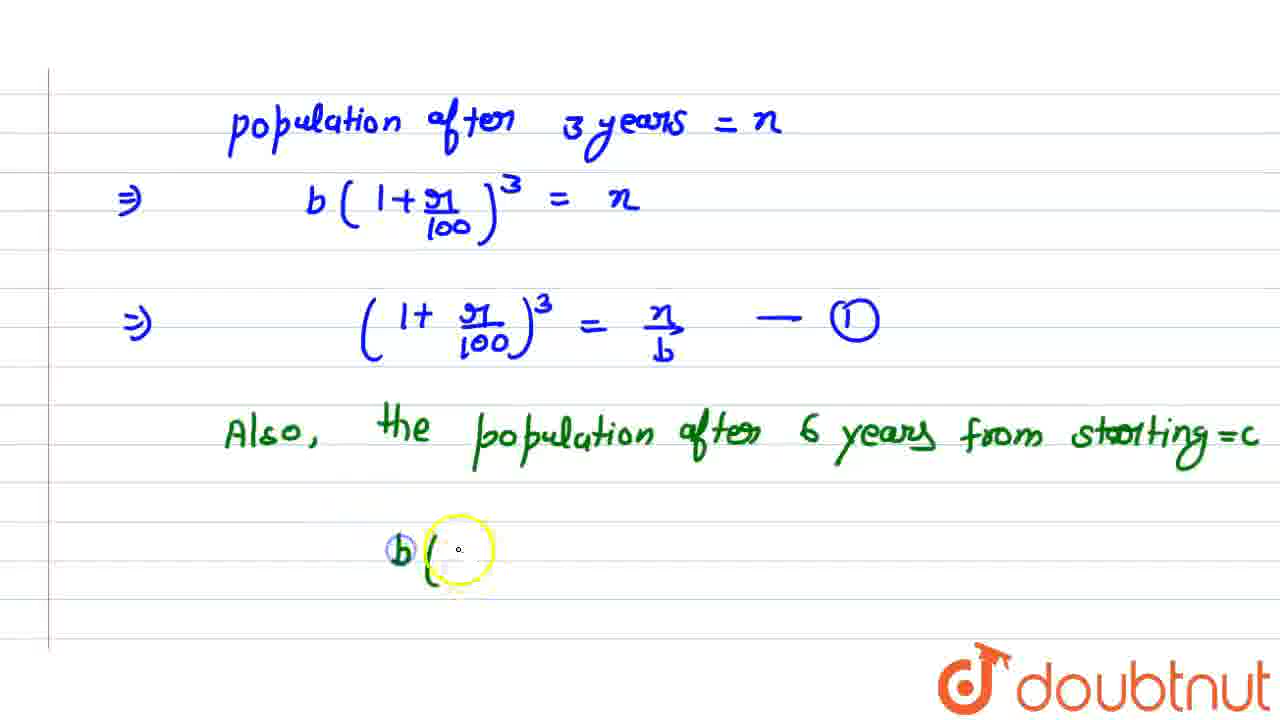 population after 3 years = x
⇒ b(1+r/100)^3 = x
⇒ (1+r/100)^3 = x/b — ①
Also, the population after 6 years from starting = c
b(
doubtnut